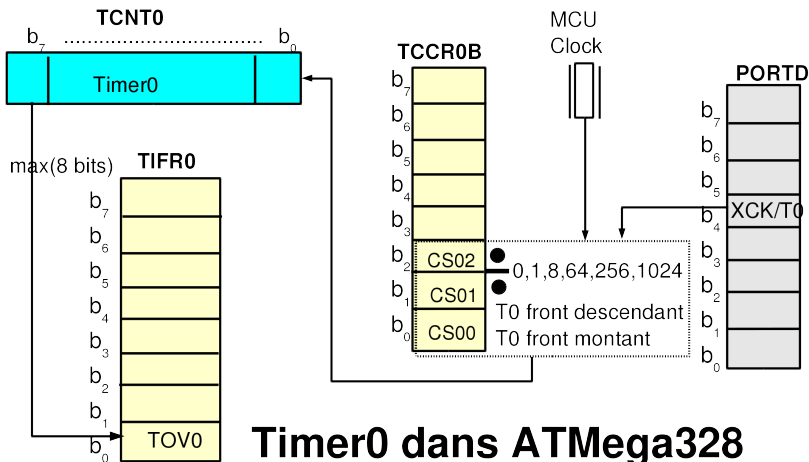 TCNT0
b7 ................................ b0
Timer0
max(8 bits)
TIFR0
b7
b6
b5
b4
b3
b2
b1
b0
TOV0
TCCR0B
b7
b6
b5
b4
b3
b2
b1
b0
CS02
CS01
CS00
MCU
Clock
0,1,8,64,256,1024
T0 front descendant
T0 front montant
PORTD
b7
b6
b5
b4
b3
b2
b1
b0
XCK/T0
Timer0 dans ATMega328